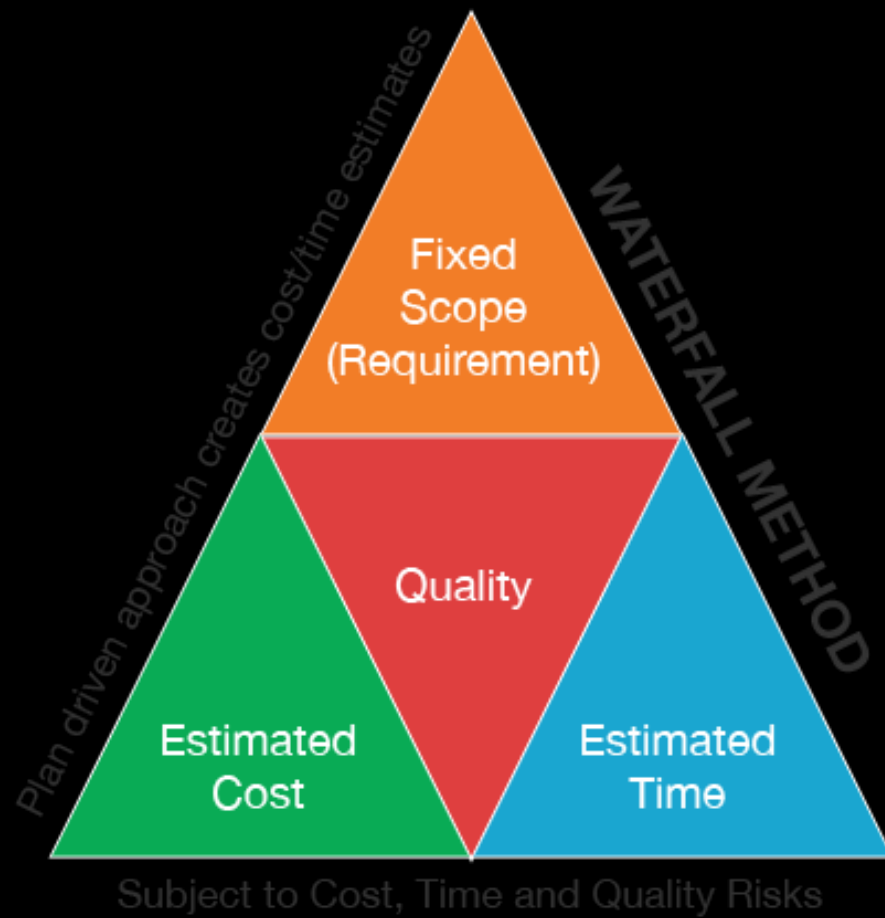 Plan driven approach creates cost/time estimates
WATERFALL METHOD
Fixed
Scope
(Requirement)
Quality
Estimated
Cost
Estimated
Time
Subject to Cost, Time and Quality Risks